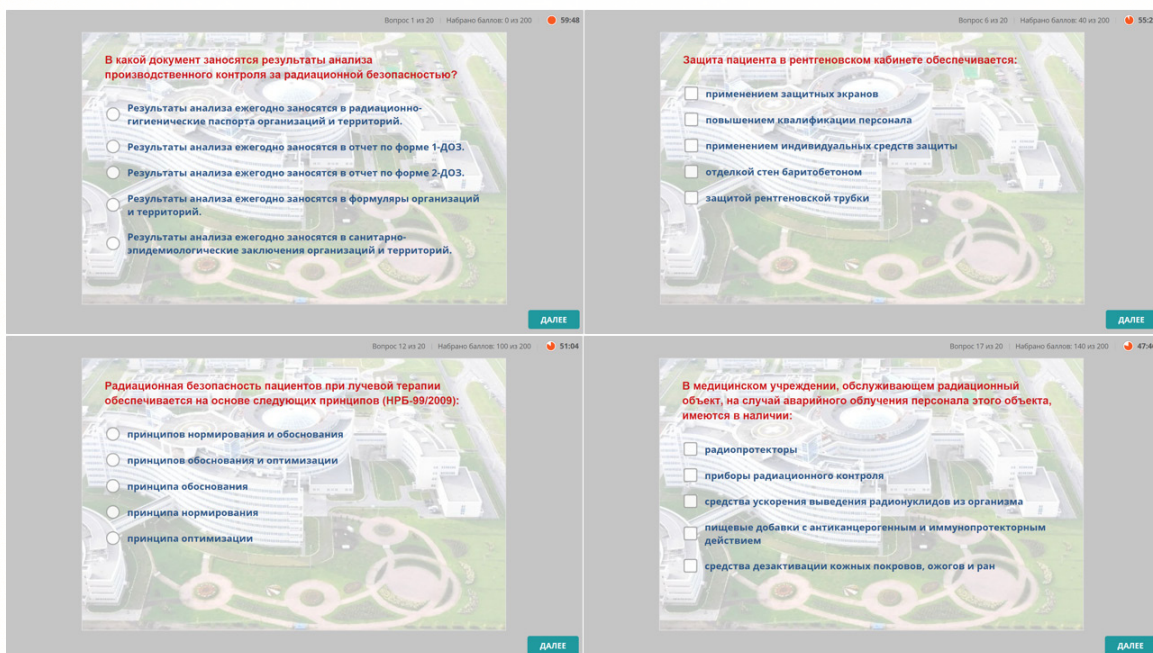 Вопрос 1 из 20 | Набрано баллов: 0 из 200 59:48
В какой документ заносятся результаты анализа
производственного контроля за радиационной безопасностью?
Результаты анализа ежегодно заносятся в радиационно-
гигиенические паспорта организаций и территорий.
Результаты анализа ежегодно заносятся в отчет по форме 1-ДОЗ.
Результаты анализа ежегодно заносятся в отчет по форме 2-ДОЗ.
Результаты анализа ежегодно заносятся в формуляры организаций
и территорий.
Результаты анализа ежегодно заносятся в санитарно-
эпидемиологические заключения организаций и территорий.
ДАЛЕЕ
Вопрос 6 из 20 | Набрано баллов: 40 из 200
Защита пациента в рентгеновском кабинете обеспечивается:
применением защитных экранов
повышением квалификации персонала
применением индивидуальных средств защиты
отделкой стен баритобетоном
защитой рентгеновской трубки
ДАЛЕЕ
Вопрос 12 из 20 | Набрано баллов: 100 из 200 51:04
Радиационная безопасность пациентов при лучевой терапии
обеспечивается на основе следующих принципов (НРБ-99/2009):
принципов нормирования и обоснования
принципов обоснования и оптимизации
принципа обоснования
принципа нормирования
принципа оптимизации
ДАЛЕЕ
Вопрос 17 из 20 | Набрано баллов: 140 из 200
В медицинском учреждении, обслуживающем радиационный
объект, на случай аварийного облучения персонала этого объекта,
имеются в наличии:
радиопротекторы
приборы радиационного контроля
средства ускорения выведения радионуклидов из организма
пищевые добавки с антиканцерогенным и иммунопротекторным
действием
средства дезактивации кожных покровов, ожогов и ран
ДАЛЕЕ